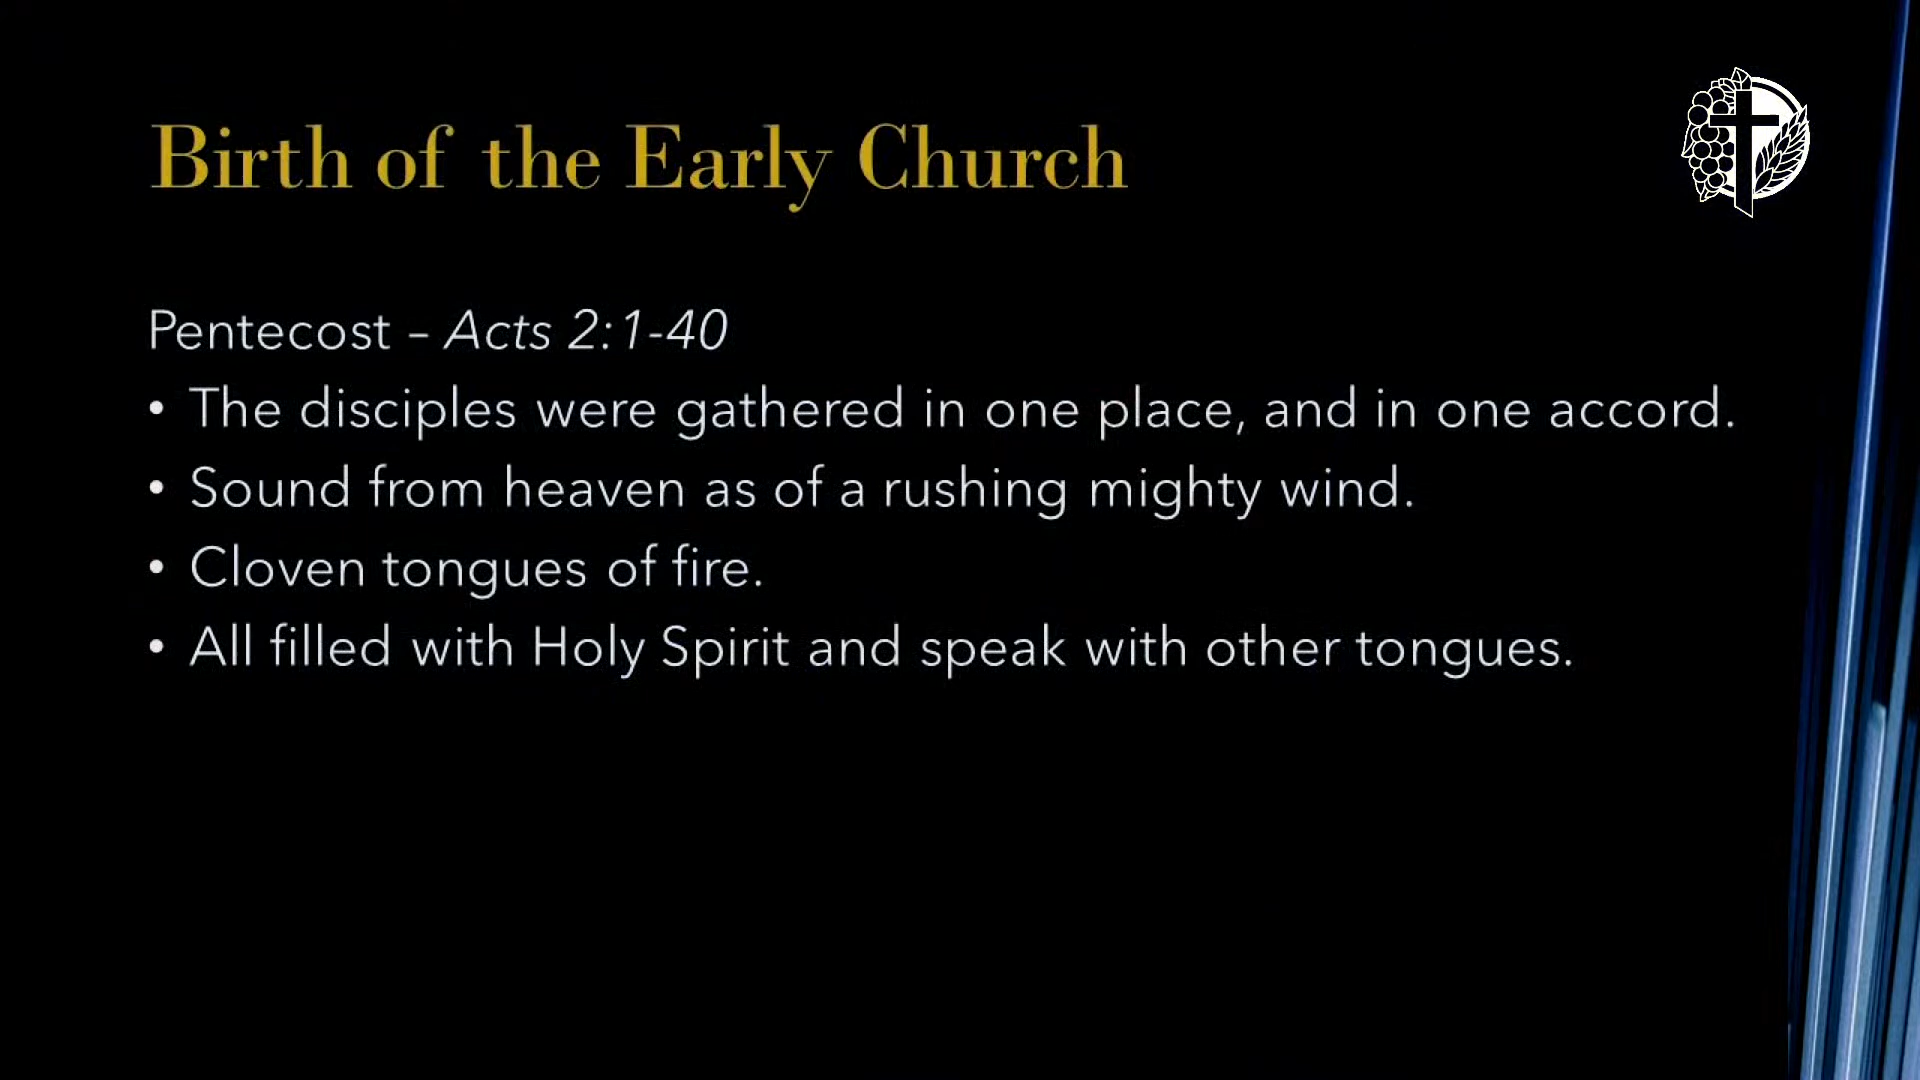 Birth of the Early Church
Pentecost – Acts 2:1-40
• The disciples were gathered in one place, and in one accord.
• Sound from heaven as of a rushing mighty wind.
• Cloven tongues of fire.
• All filled with Holy Spirit and speak with other tongues.